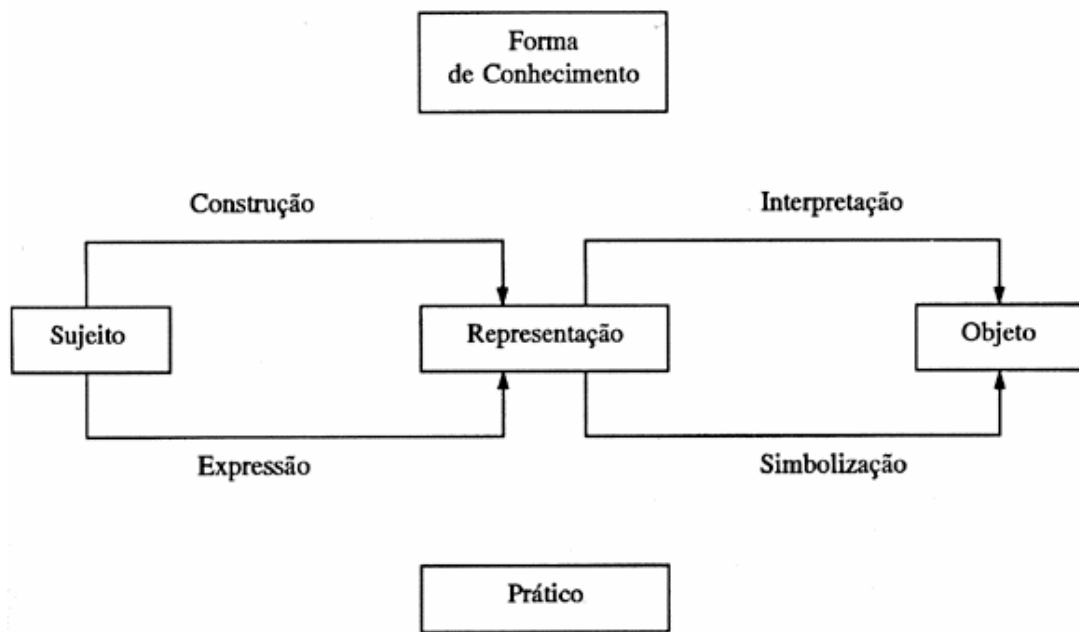 Forma
de Conhecimento
Construção
Interpretação
Sujeito
Representação
Objeto
Expressão
Simbolização
Prático